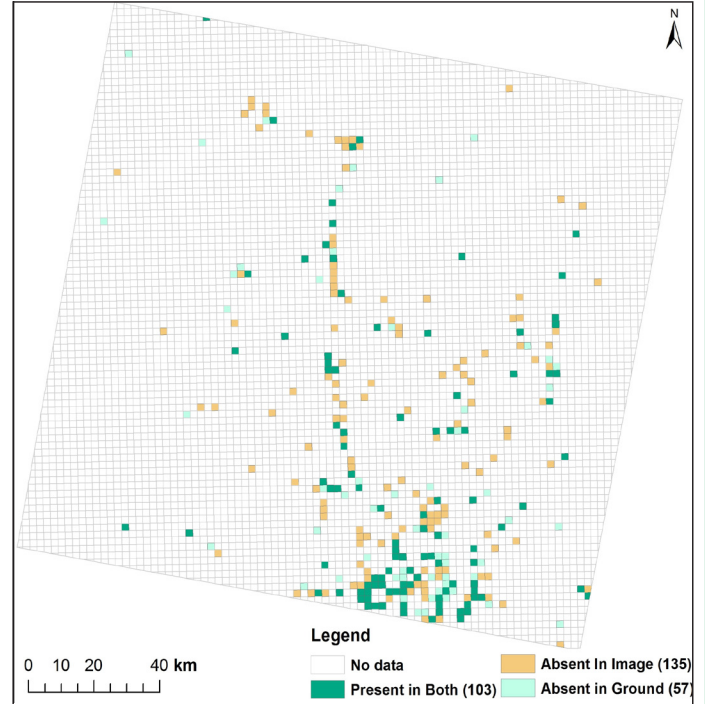 N
Legend
No data
Present in Both (103)
Absent In Image (135)
Absent in Ground (57)
0 10 20 40 km